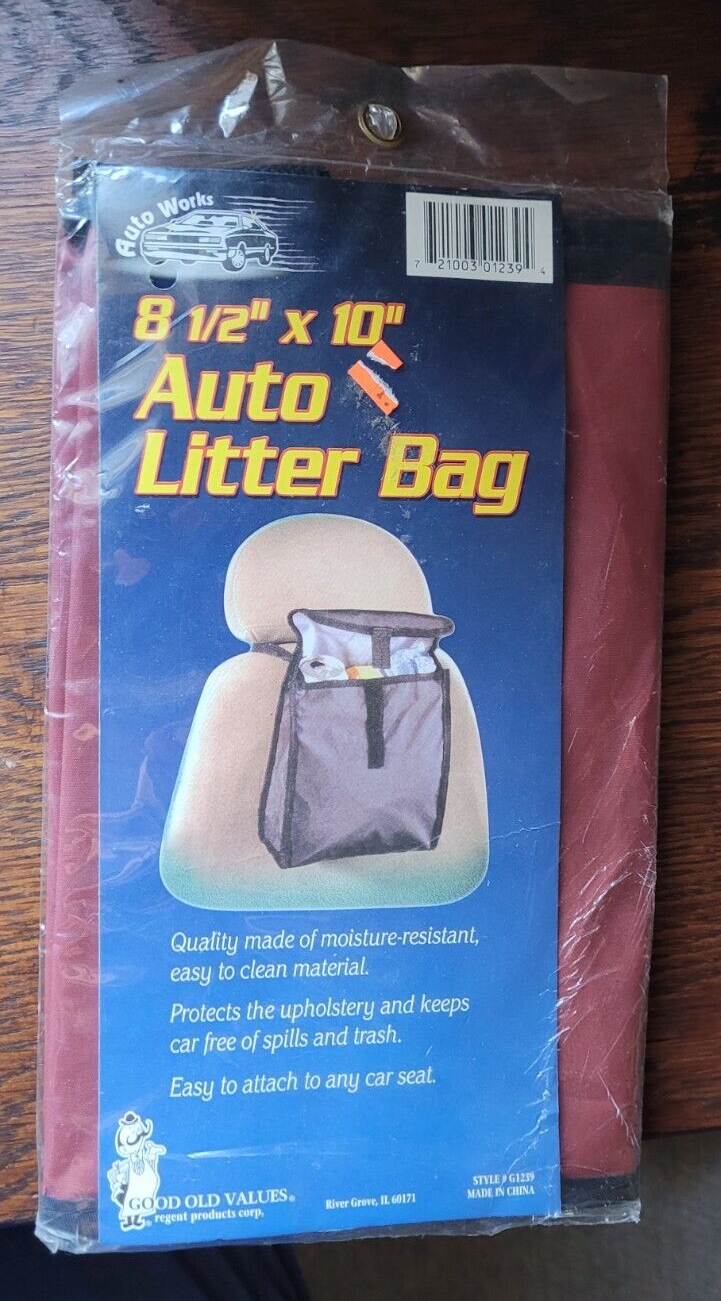 Auto Works
7 21003 01239 4
8 1/2" x 10"
Auto
Litter Bag
Quality made of moisture-resistant,
easy to clean material.
Protects the upholstery and keeps
car free of spills and trash.
Easy to attach to any car seat.
GOOD OLD VALUES®
® regent products corp.
River Grove, IL 60171
STYLE # G1239
MADE IN CHINA